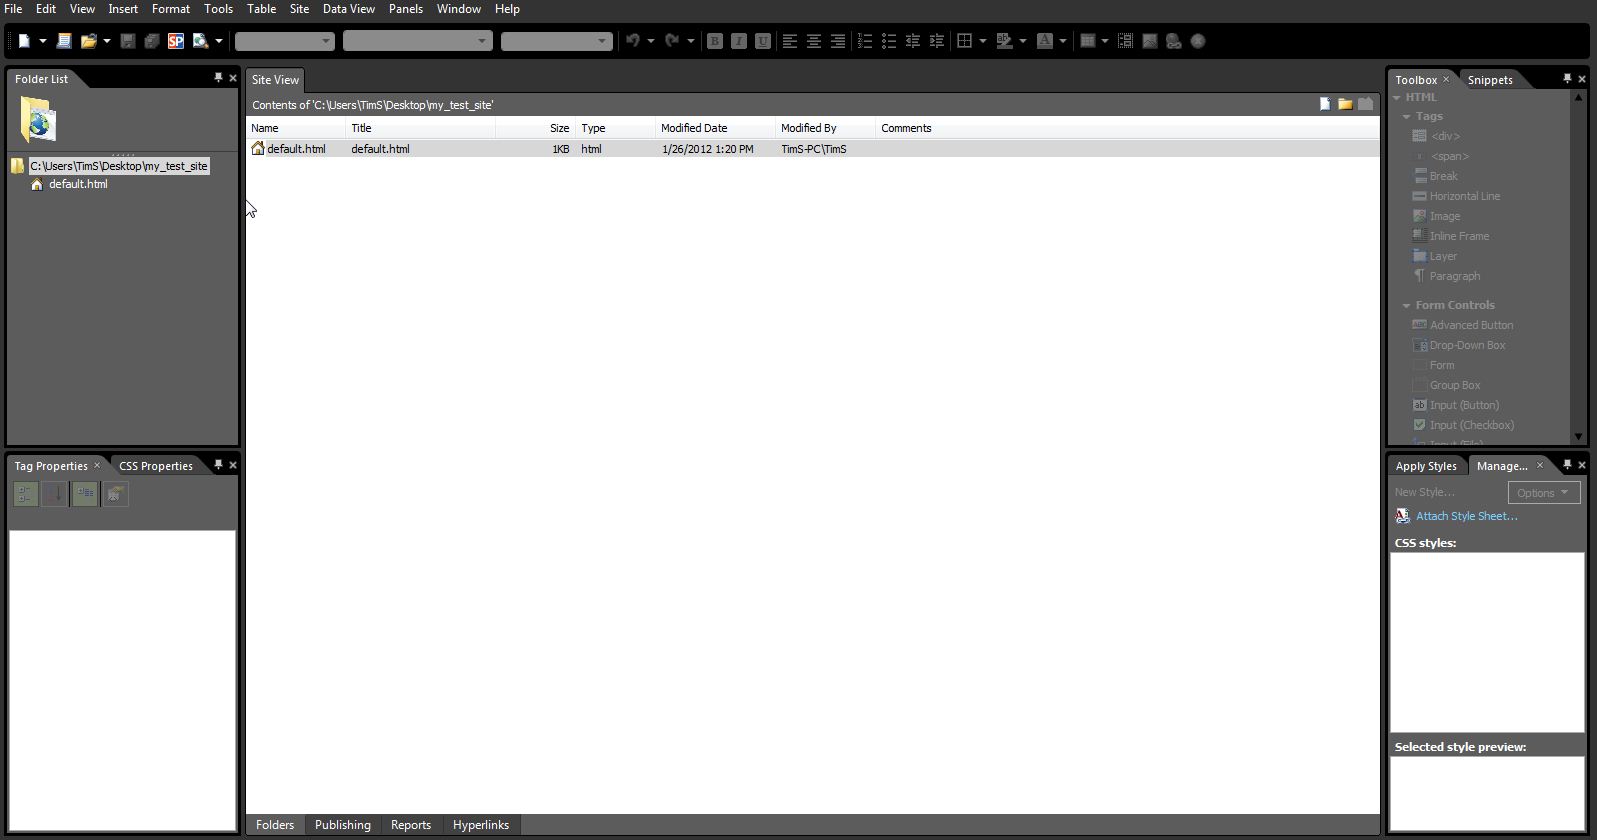 File Edit View Insert Format Tools Table Site Data View Panels Window Help
SP
B I U
Folder List
C:\Users\TimS\Desktop\my_test_site
default.html
Tag Properties CSS Properties
Site View
Contents of 'C:\Users\TimS\Desktop\my_test_site'
Name Title Size Type Modified Date Modified By Comments
default.html default.html 1KB html 1/26/2012 1:20 PM TimS-PC\TimS
Folders Publishing Reports Hyperlinks
Toolbox Snippets
HTML
Tags
<div>
<span>
Break
Horizontal Line
Image
Inline Frame
Layer
Paragraph
Form Controls
Advanced Button
Drop-Down Box
Form
Group Box
Input (Button)
Input (Checkbox)
Input (File)
Apply Styles Manage...
New Style... Options
Attach Style Sheet...
CSS styles:
Selected style preview: